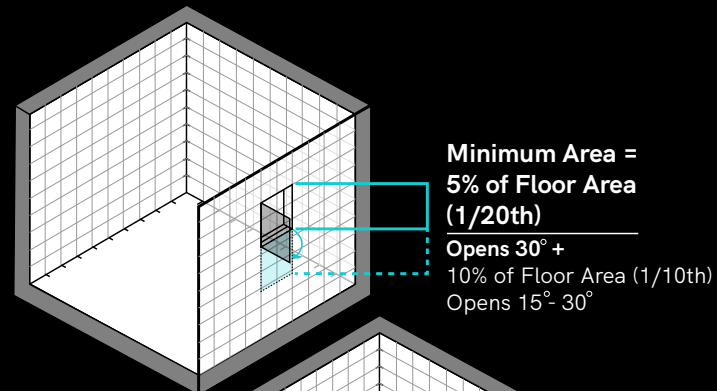 Minimum Area =
5% of Floor Area
(1/20th)
Opens 30° +
10% of Floor Area (1/10th)
Opens 15°- 30°